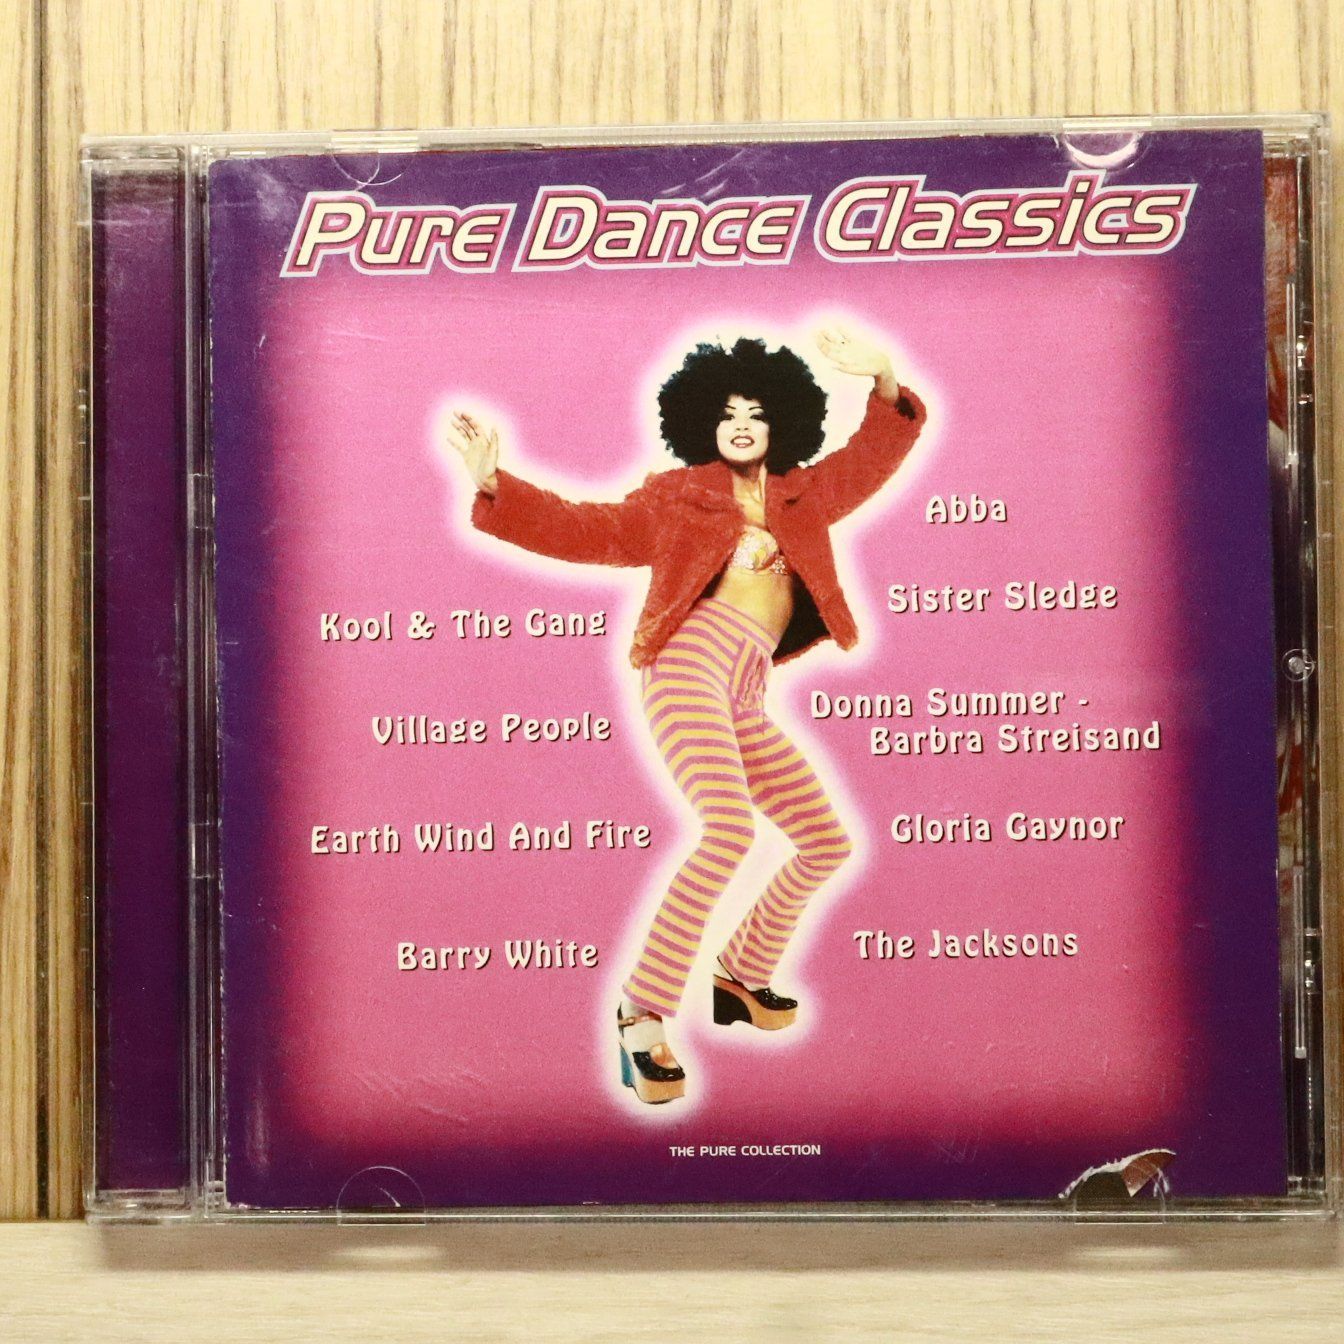 Pure Dance Classics
Kool & The Gang
Village People
Earth Wind And Fire
Barry White
Abba
Sister Sledge
Donna Summer -
Barbra Streisand
Gloria Gaynor
The Jacksons
THE PURE COLLECTION